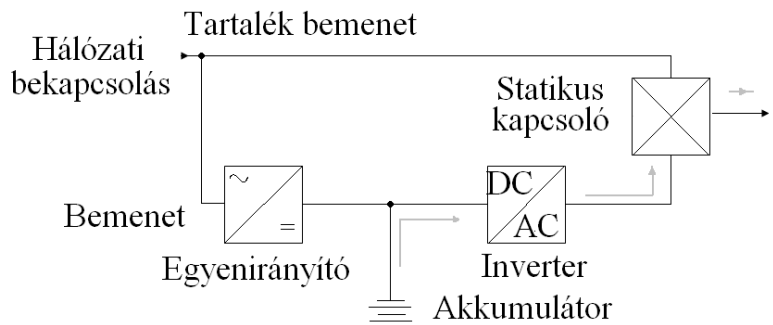 Tartalék bemenet
Hálózati
bekapcsolás
Statikus
kapcsoló
Bemenet
~
=
DC
AC
Egyenirányító
Inverter
Akkumulátor